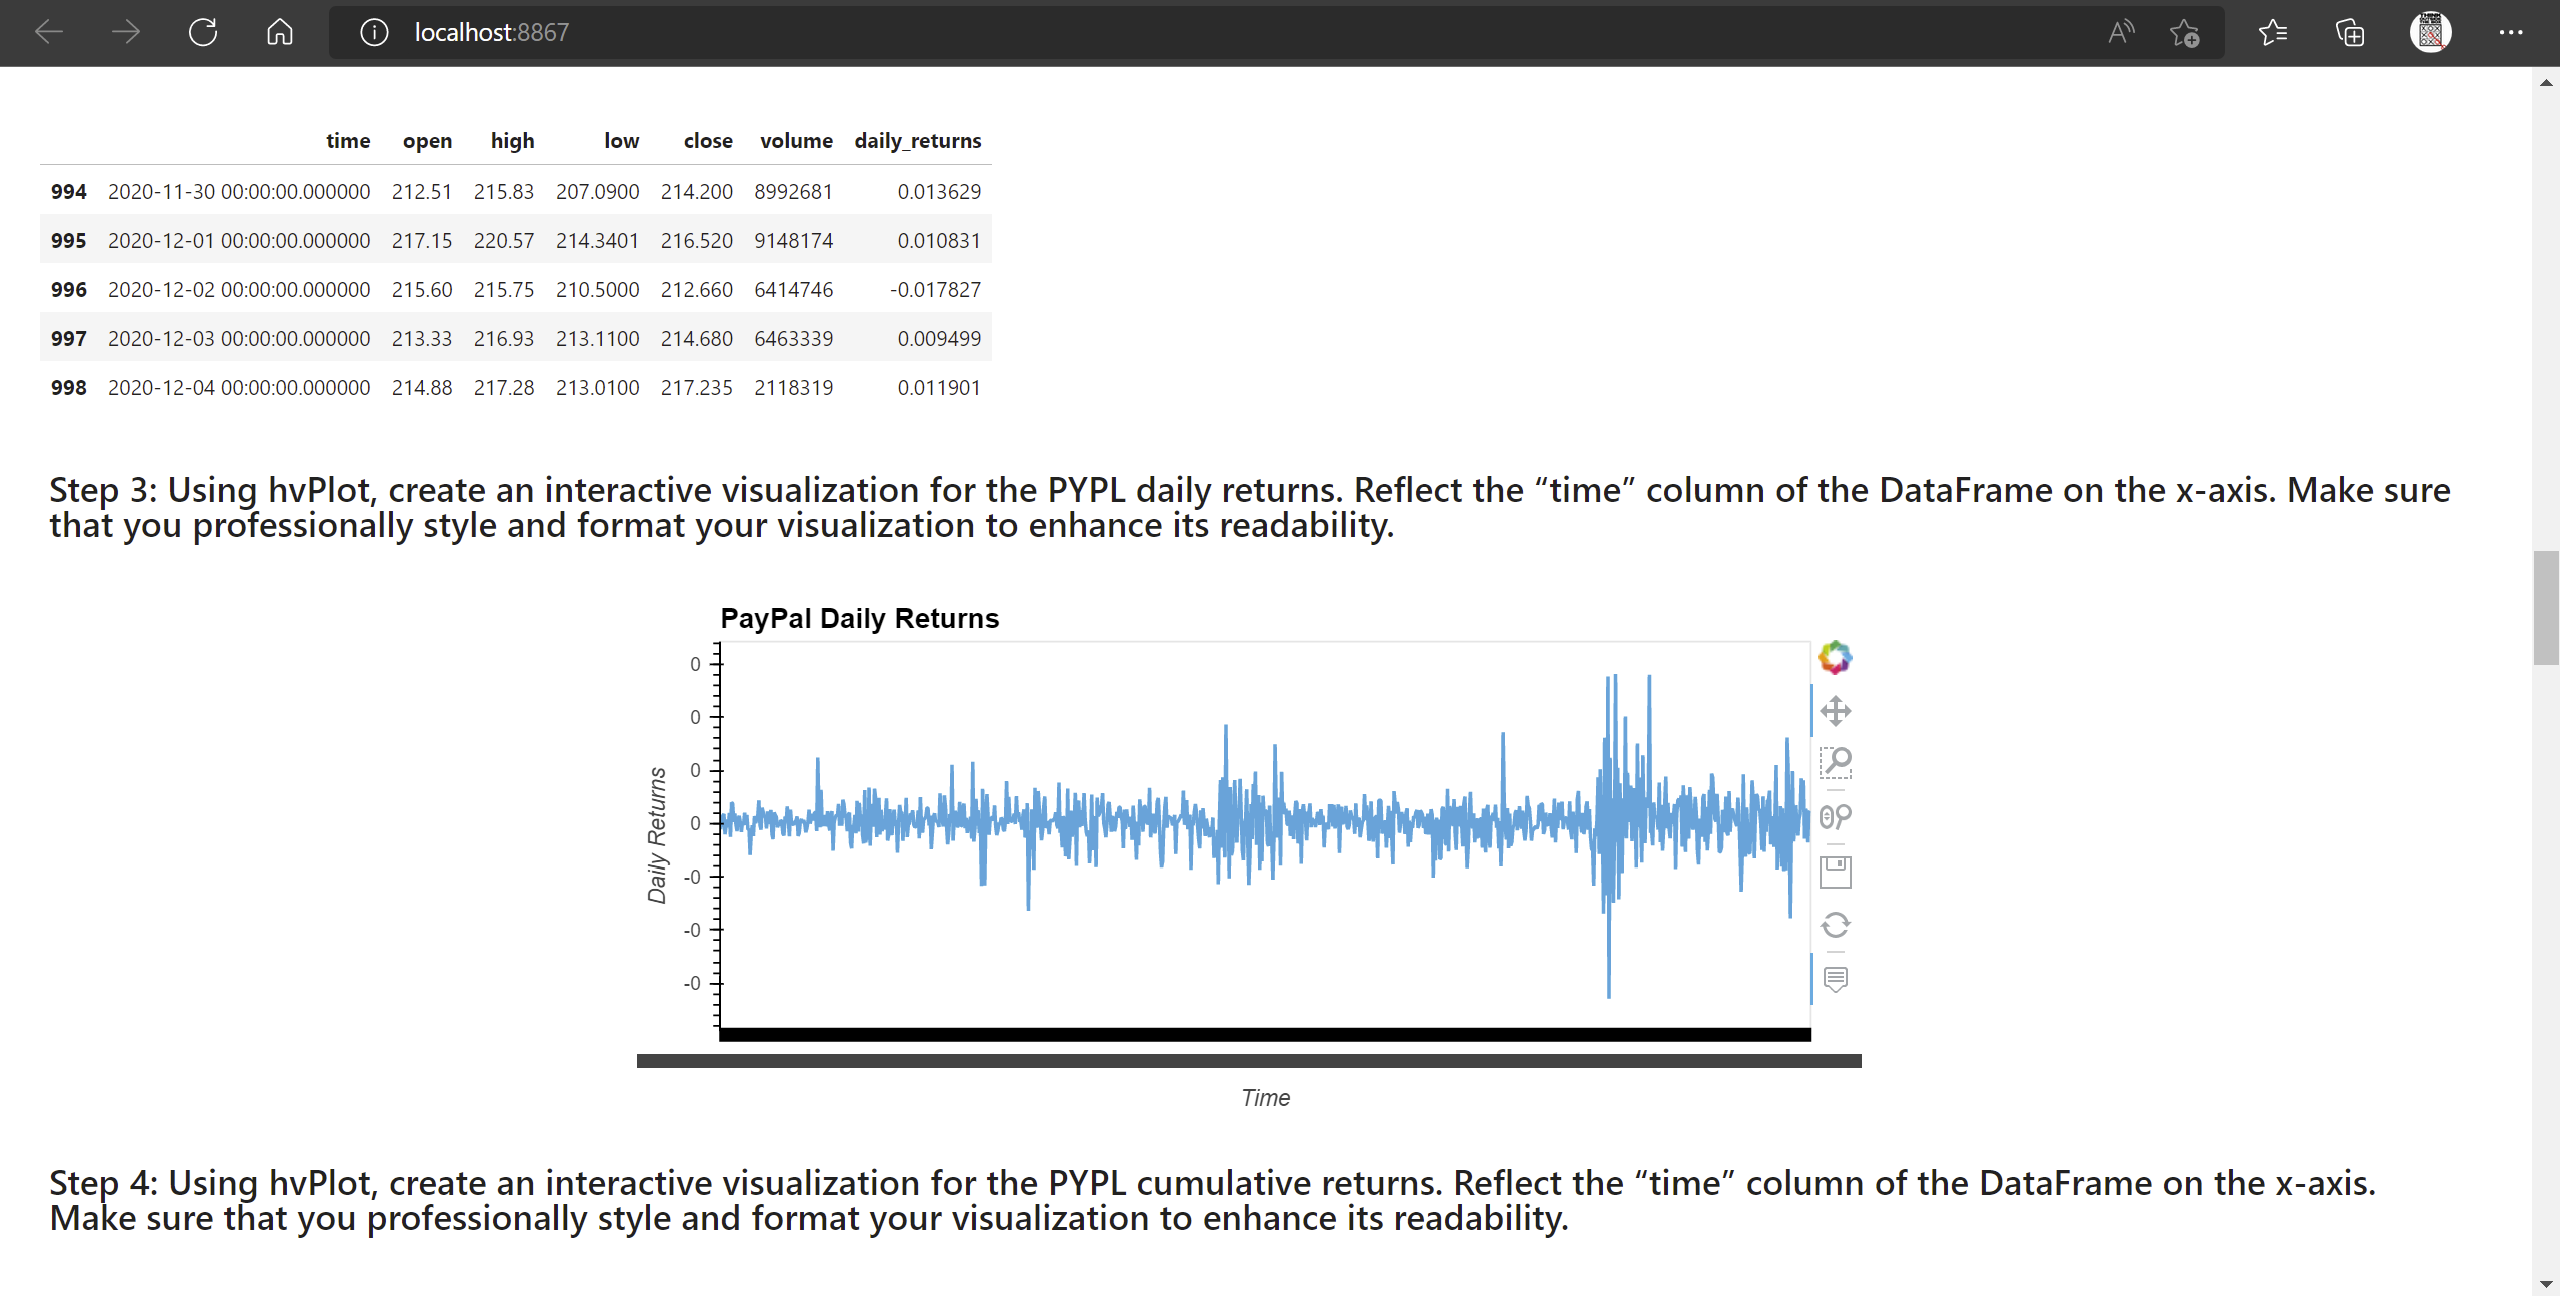 localhost:8867
time open high low close volume daily_returns
994 2020-11-30 00:00:00.000000 212.51 215.83 207.0900 214.200 8992681 0.013629
995 2020-12-01 00:00:00.000000 217.15 220.57 214.3401 216.520 9148174 0.010831
996 2020-12-02 00:00:00.000000 215.60 215.75 210.5000 212.660 6414746 -0.017827
997 2020-12-03 00:00:00.000000 213.33 216.93 213.1100 214.680 6463339 0.009499
998 2020-12-04 00:00:00.000000 214.88 217.28 213.0100 217.235 2118319 0.011901
Step 3: Using hvPlot, create an interactive visualization for the PYPL daily returns. Reflect the “time” column of the DataFrame on the x-axis. Make sure
that you professionally style and format your visualization to enhance its readability.
PayPal Daily Returns
0
0
0
0
-0
-0
-0
Daily Returns
Time
Step 4: Using hvPlot, create an interactive visualization for the PYPL cumulative returns. Reflect the “time” column of the DataFrame on the x-axis.
Make sure that you professionally style and format your visualization to enhance its readability.